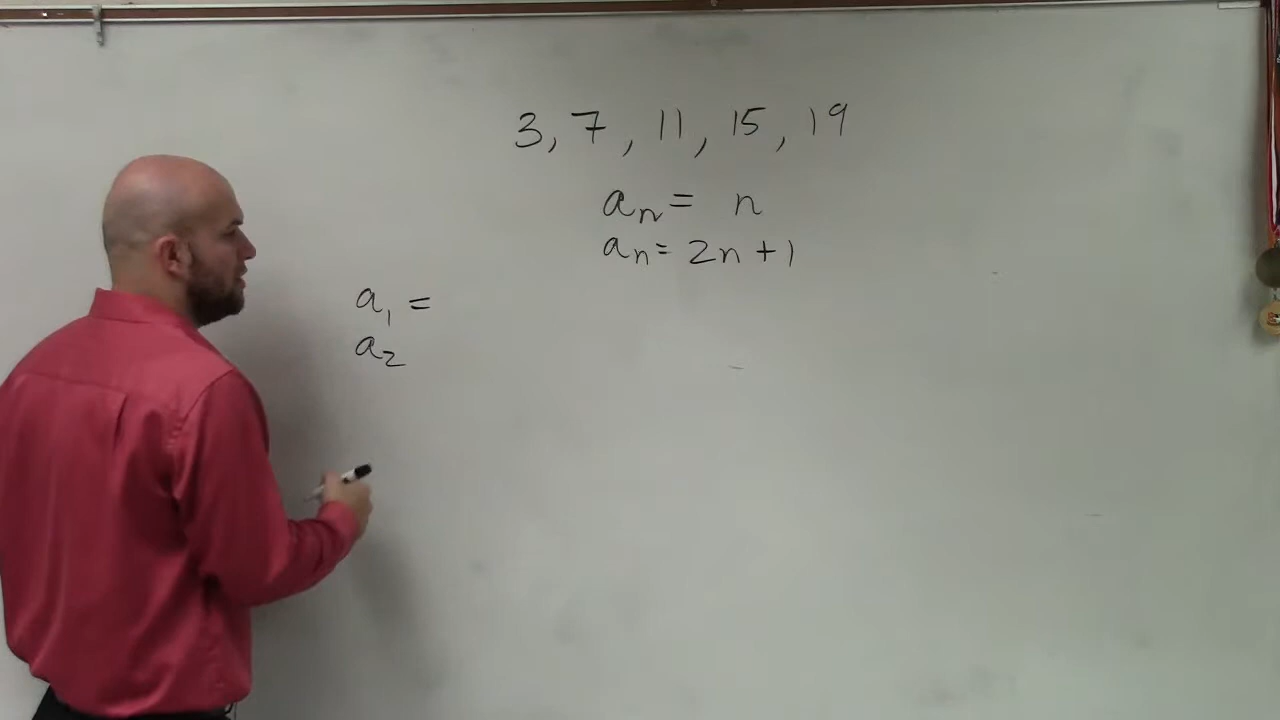 3, 7, 11, 15, 19
aₙ = n
aₙ = 2n + 1
a₁ =
a₂